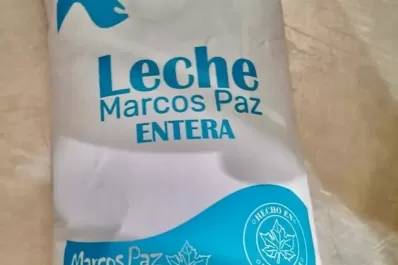 Leche
Marcos Paz
ENTERA
Marcos Paz
HECHO EN